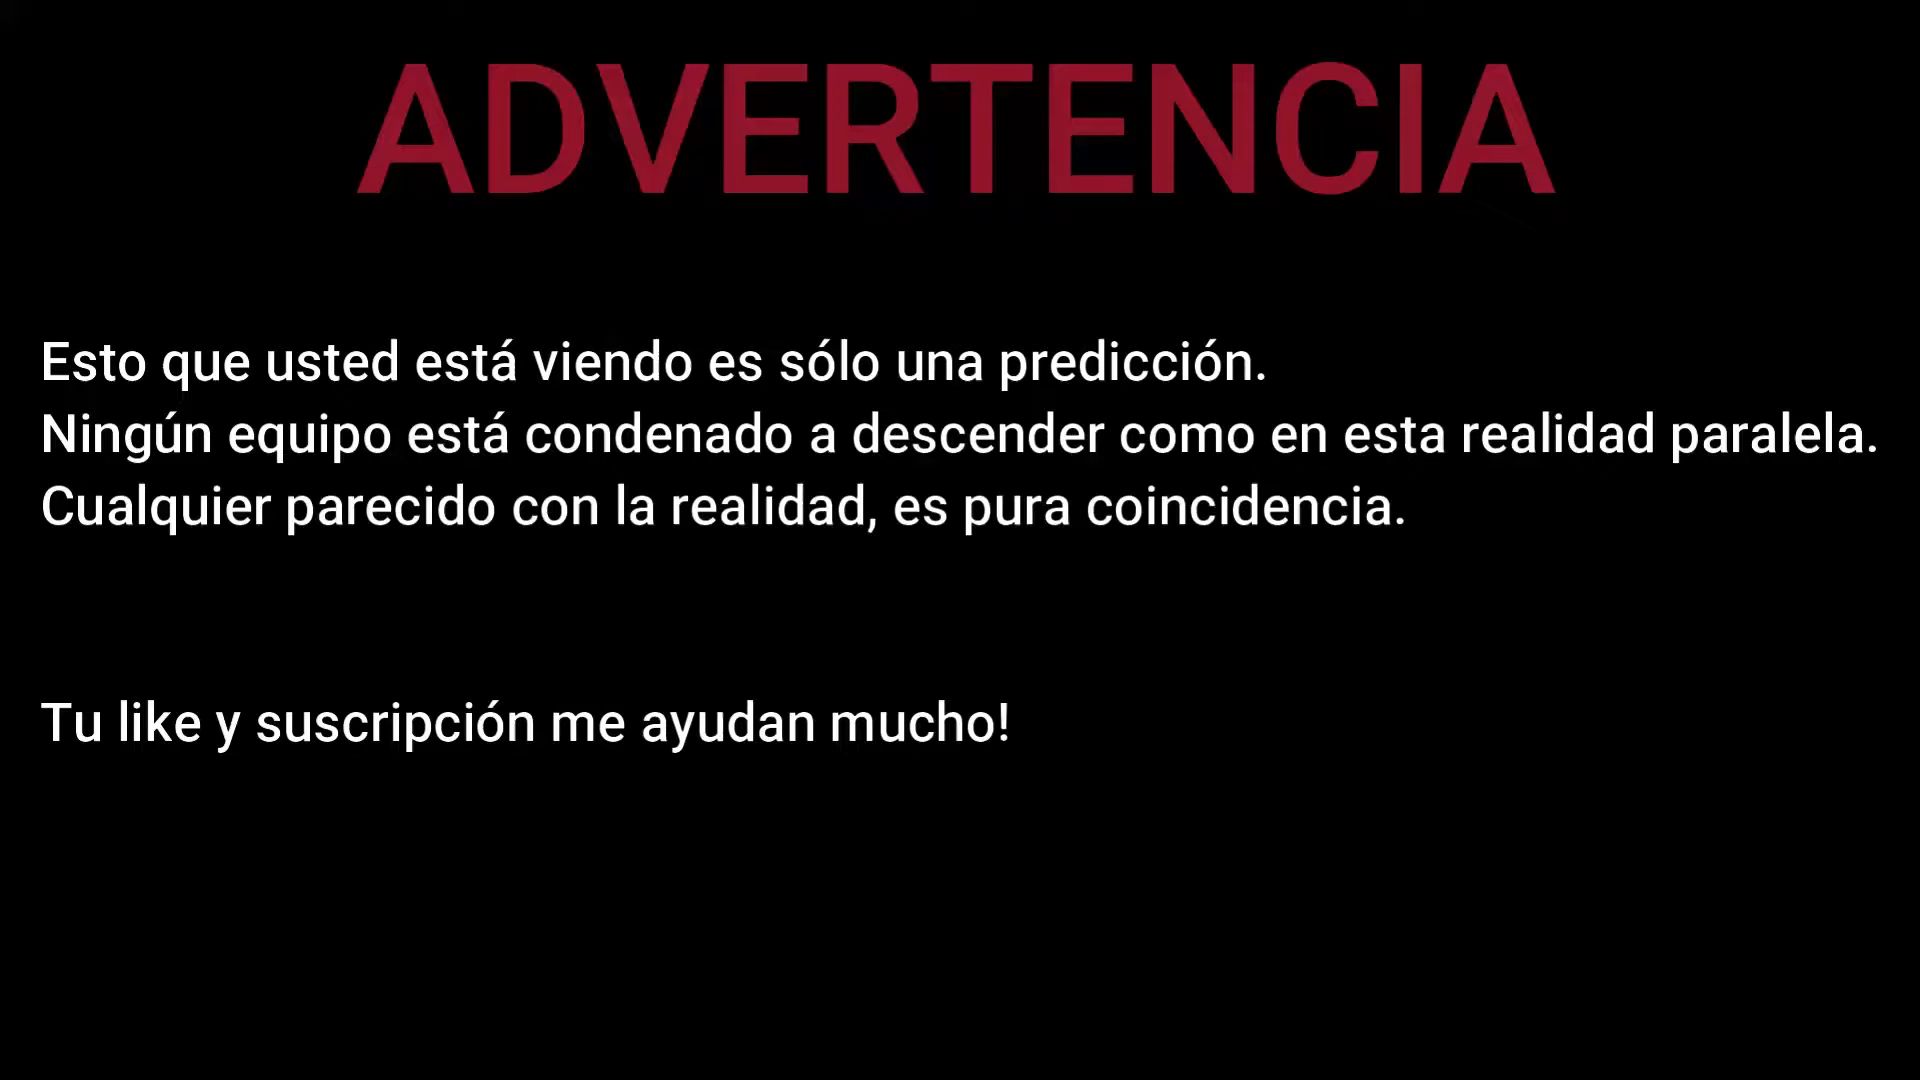 ADVERTENCIA
Esto que usted está viendo es sólo una predicción.
Ningún equipo está condenado a descender como en esta realidad paralela.
Cualquier parecido con la realidad, es pura coincidencia.
Tu like y suscripción me ayudan mucho!